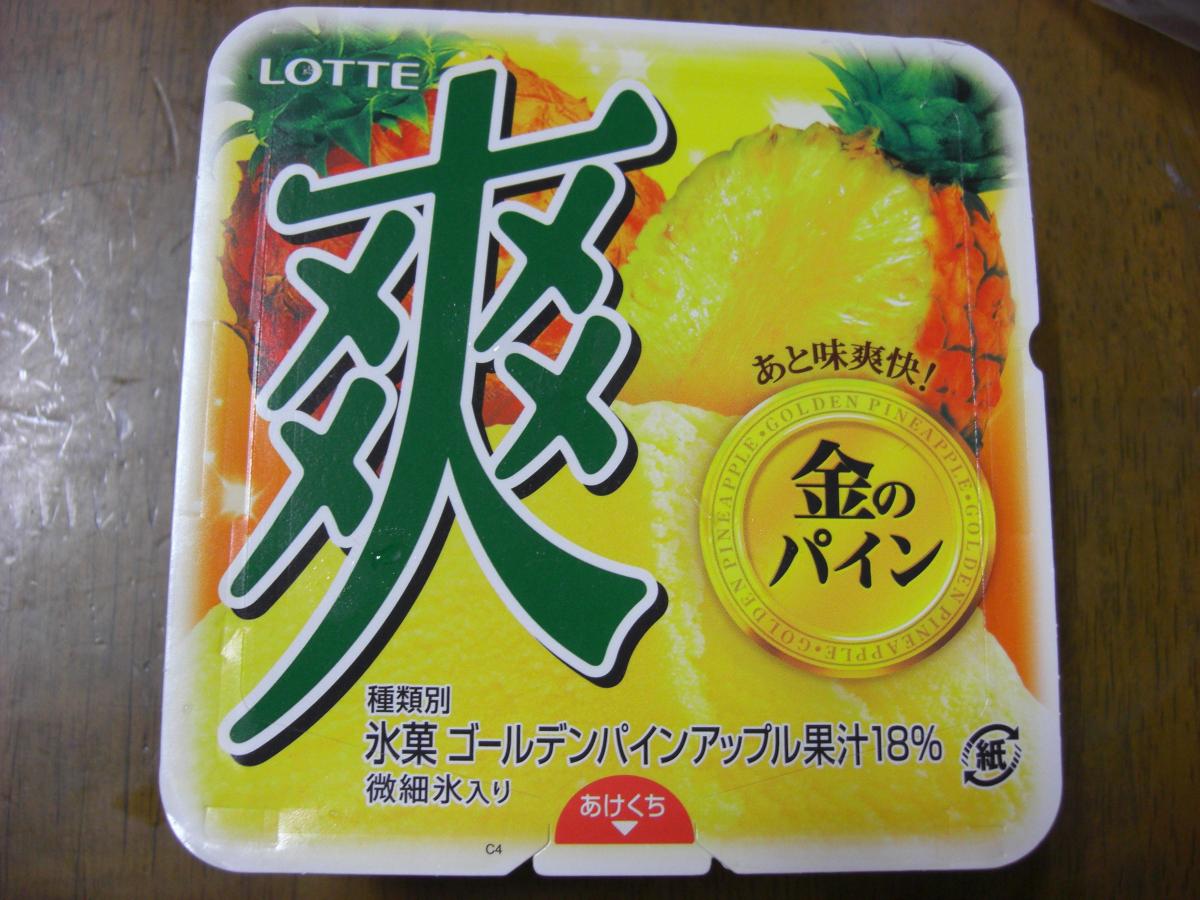 LOTTE
爽
あと味爽快!
GOLDEN PINEAPPLE・GOLDEN PINEAPPLE・GOLDEN PINEAPPLE・
金の
パイン
種類別
氷菓 ゴールデンパインアップル果汁18%
微細氷入り
紙
あけくち
C4